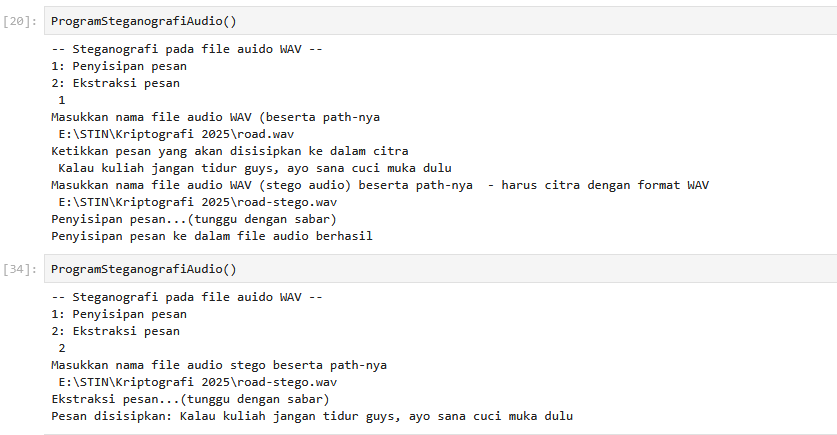 [20]: ProgramSteganografiAudio()
-- Steganografi pada file auido WAV --
1: Penyisipan pesan
2: Ekstraksi pesan
1
Masukkan nama file audio WAV (beserta path-nya
E:\STIN\Kriptografi 2025\road.wav
Ketikkan pesan yang akan disisipkan ke dalam citra
Kalau kuliah jangan tidur guys, ayo sana cuci muka dulu
Masukkan nama file audio WAV (stego audio) beserta path-nya  - harus citra dengan format WAV
E:\STIN\Kriptografi 2025\road-stego.wav
Penyisipan pesan...(tunggu dengan sabar)
Penyisipan pesan ke dalam file audio berhasil
[34]: ProgramSteganografiAudio()
-- Steganografi pada file auido WAV --
1: Penyisipan pesan
2: Ekstraksi pesan
2
Masukkan nama file audio stego beserta path-nya
E:\STIN\Kriptografi 2025\road-stego.wav
Ekstraksi pesan...(tunggu dengan sabar)
Pesan disisipkan: Kalau kuliah jangan tidur guys, ayo sana cuci muka dulu